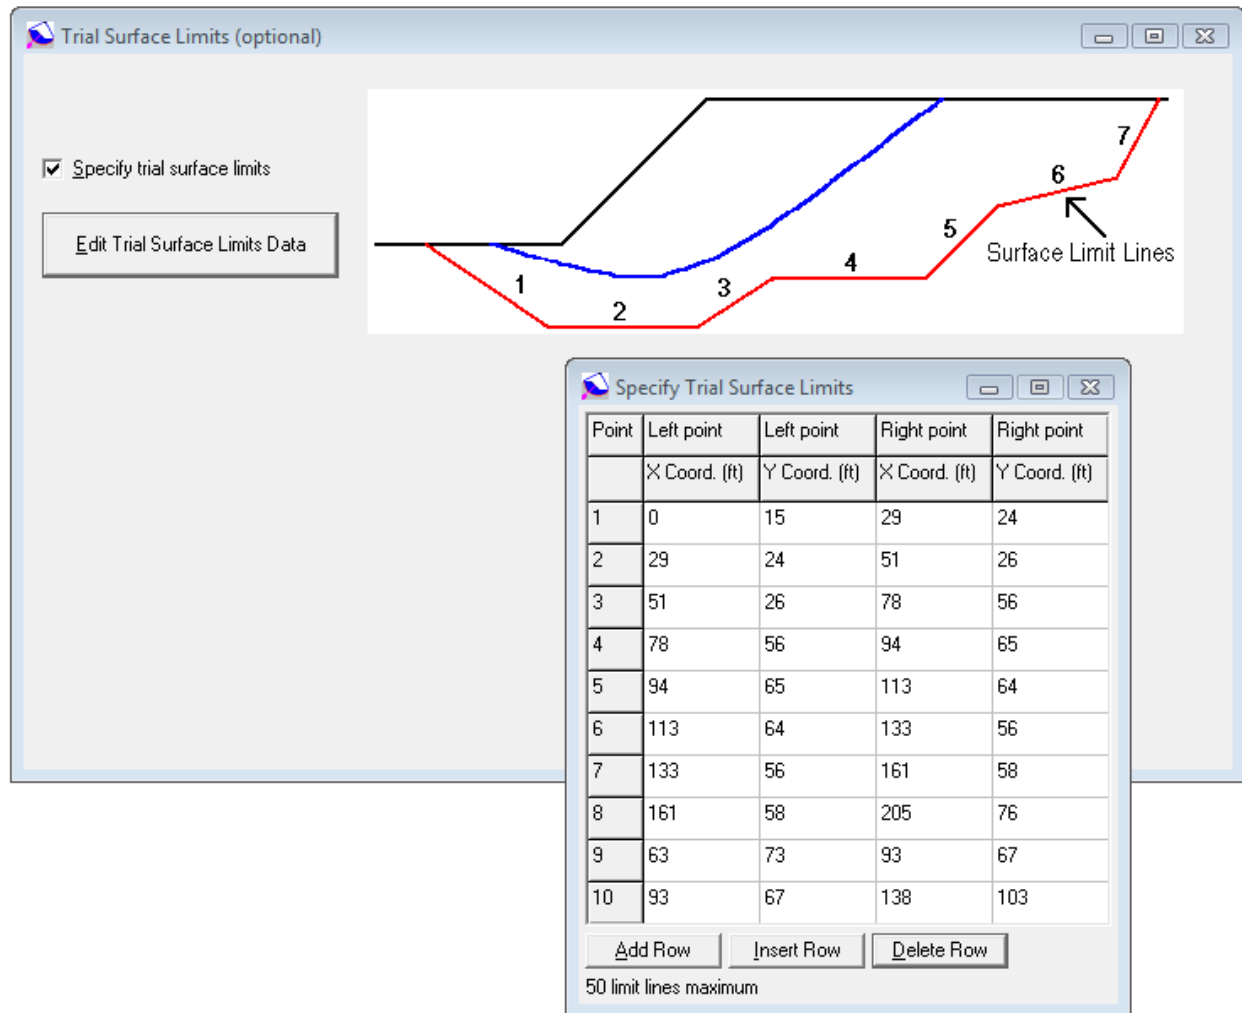 Trial Surface Limits (optional)
Specify trial surface limits
Edit Trial Surface Limits Data
7
6
5
Surface Limit Lines
4
3
1
2
Specify Trial Surface Limits
Point Left point Left point Right point Right point
X Coord. (ft) Y Coord. (ft) X Coord. (ft) Y Coord. (ft)
1 0 15 29 24
2 29 24 51 26
3 51 26 78 56
4 78 56 94 65
5 94 65 113 64
6 113 64 133 56
7 133 56 161 58
8 161 58 205 76
9 63 73 93 67
10 93 67 138 103
Add Row Insert Row Delete Row
50 limit lines maximum